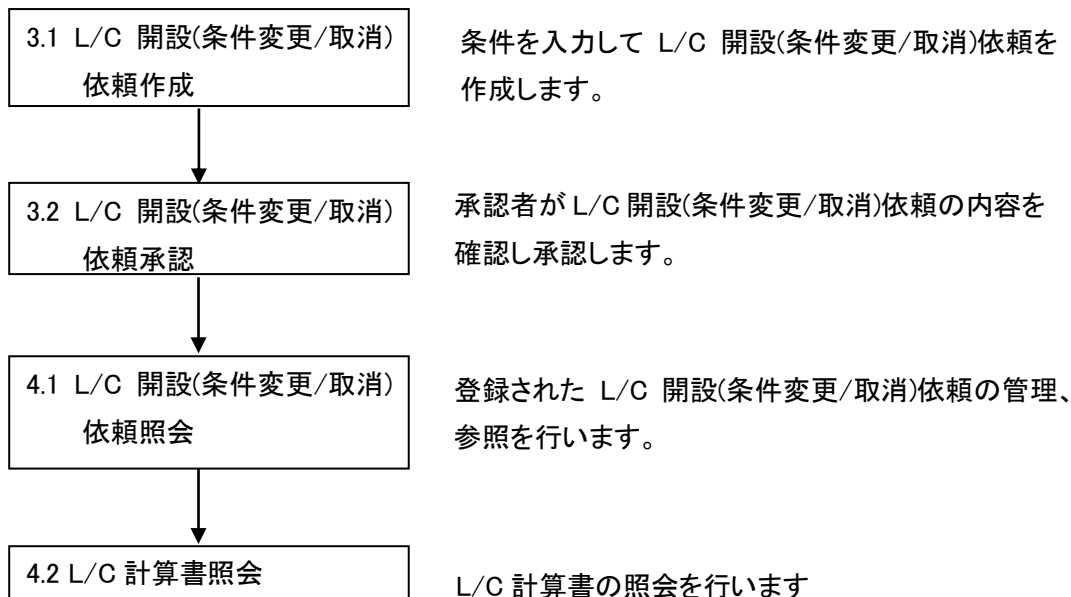 3.1 L/C 開設(条件変更/取消)
依頼作成
条件を入力して L/C 開設(条件変更/取消)依頼を
作成します。
3.2 L/C 開設(条件変更/取消)
依頼承認
承認者が L/C 開設(条件変更/取消)依頼の内容を
確認し承認します。
4.1 L/C 開設(条件変更/取消)
依頼照会
登録された L/C 開設(条件変更/取消)依頼の管理、
参照を行います。
4.2 L/C 計算書照会
L/C 計算書の照会を行います